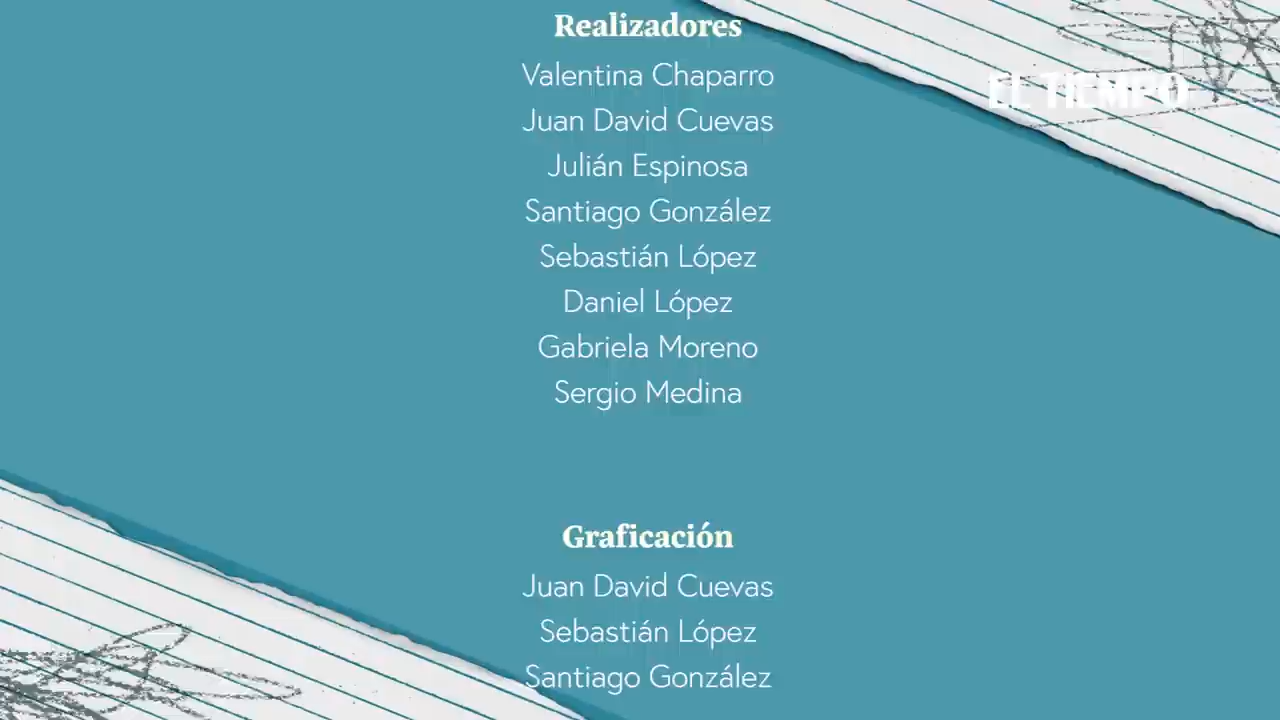 Realizadores
Valentina Chaparro
EL TIEMPO
Juan David Cuevas
Julián Espinosa
Santiago González
Sebastián López
Daniel López
Gabriela Moreno
Sergio Medina
Graficación
Juan David Cuevas
Sebastián López
Santiago González